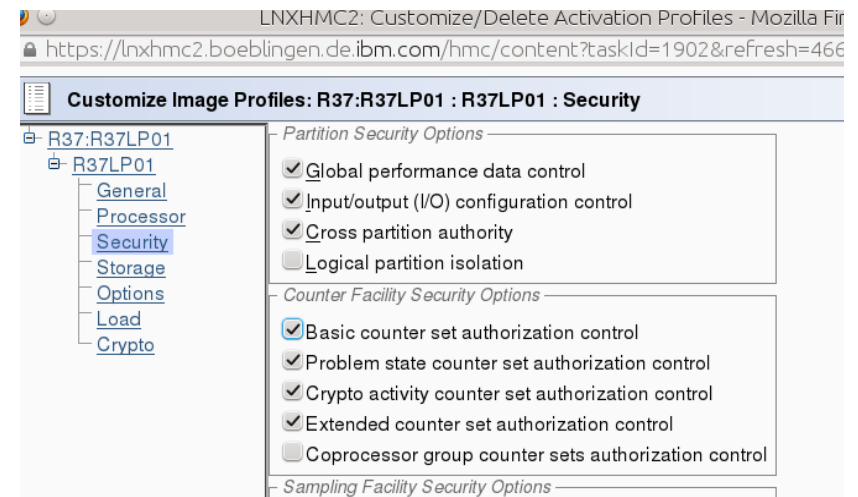 LNXHMC2: Customize/Delete Activation Profiles - Mozilla Fir
https://lnxhmc2.boeblingen.de.ibm.com/hmc/content?taskId=1902&refresh=466
Customize Image Profiles: R37:R37LP01 : R37LP01 : Security
R37:R37LP01
R37LP01
General
Processor
Security
Storage
Options
Load
Crypto
Partition Security Options
Global performance data control
Input/output (I/O) configuration control
Cross partition authority
Logical partition isolation
Counter Facility Security Options
Basic counter set authorization control
Problem state counter set authorization control
Crypto activity counter set authorization control
Extended counter set authorization control
Coprocessor group counter sets authorization control
Sampling Facility Security Options